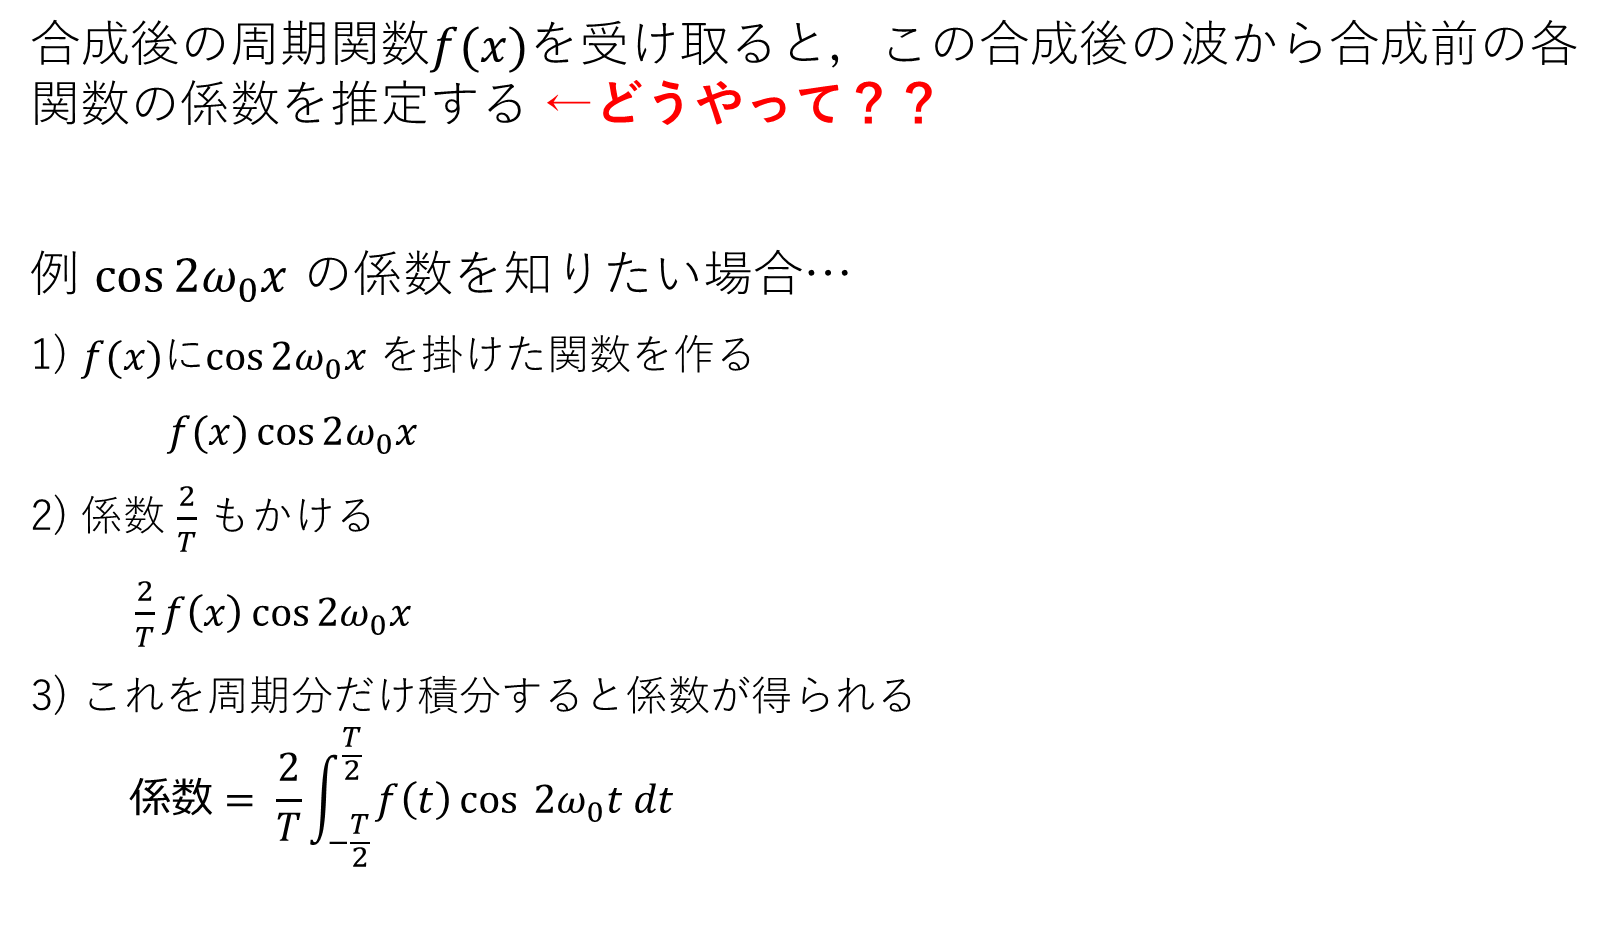 合成後の周期関数f(x)を受け取ると，この合成後の波から合成前の各
関数の係数を推定する ←どうやって？？
例 cos 2ω₀x の係数を知りたい場合…
1) f(x)にcos 2ω₀x を掛けた関数を作る
f(x) cos 2ω₀x
2) 係数 2/T もかける
2/T f(x) cos 2ω₀x
3) これを周期分だけ積分すると係数が得られる
係数 = 2/T ∫_{-T/2}^{T/2} f(t) cos 2ω₀t dt